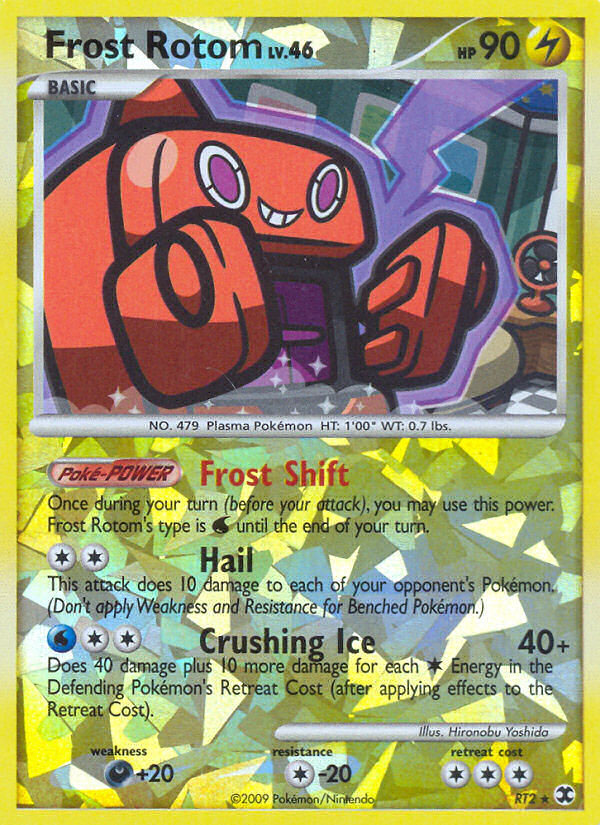 Frost Rotom LV.46 HP 90
BASIC
NO. 479 Plasma Pokémon HT: 1'00" WT: 0.7 lbs.
Poké-POWER Frost Shift
Once during your turn (before your attack), you may use this power.
Frost Rotom's type is until the end of your turn.
Hail
This attack does 10 damage to each of your opponent's Pokémon.
(Don't apply Weakness and Resistance for Benched Pokémon.)
Crushing Ice 40+
Does 40 damage plus 10 more damage for each Energy in the
Defending Pokémon's Retreat Cost (after applying effects to the
Retreat Cost).
Illus. Hironobu Yoshida
weakness resistance retreat cost
+20 -20
©2009 Pokémon/Nintendo RT2